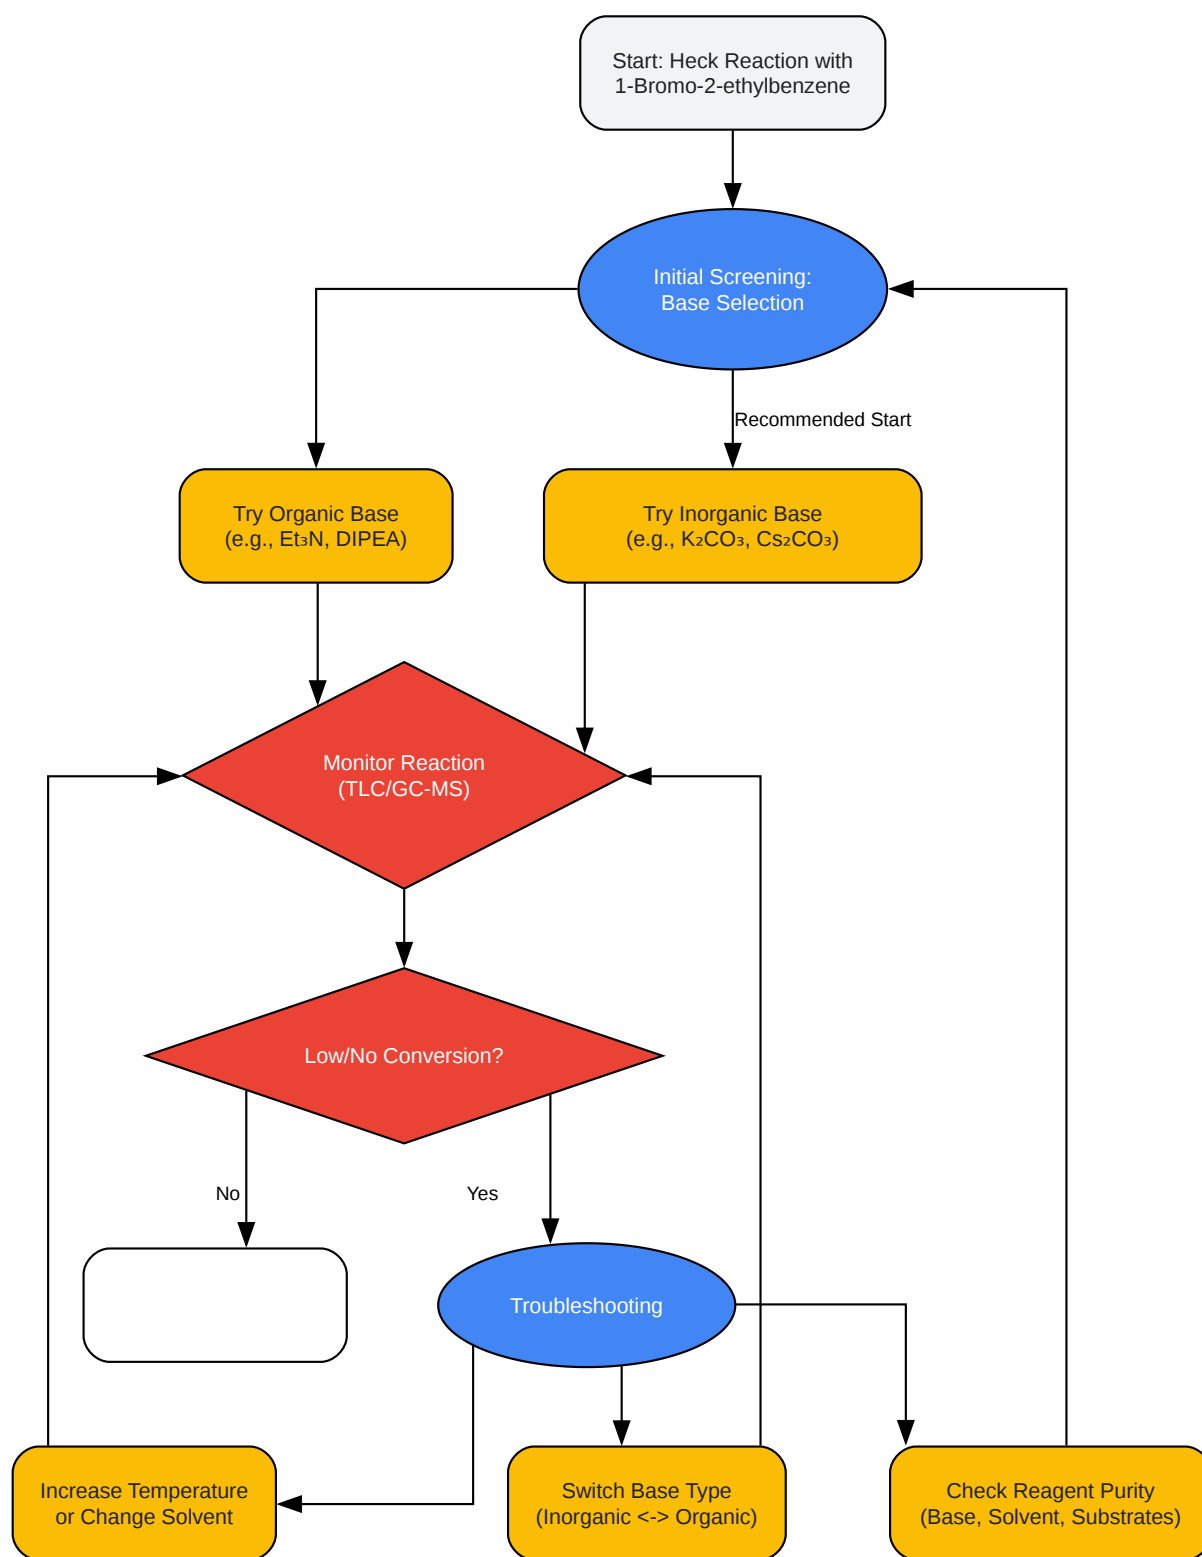 Start: Heck Reaction with
1-Bromo-2-ethylbenzene
Initial Screening:
Base Selection
Recommended Start
Try Organic Base
(e.g., Et₃N, DIPEA)
Try Inorganic Base
(e.g., K₂CO₃, Cs₂CO₃)
Monitor Reaction
(TLC/GC-MS)
Low/No Conversion?
No
Yes
Troubleshooting
Increase Temperature
or Change Solvent
Switch Base Type
(Inorganic <-> Organic)
Check Reagent Purity
(Base, Solvent, Substrates)